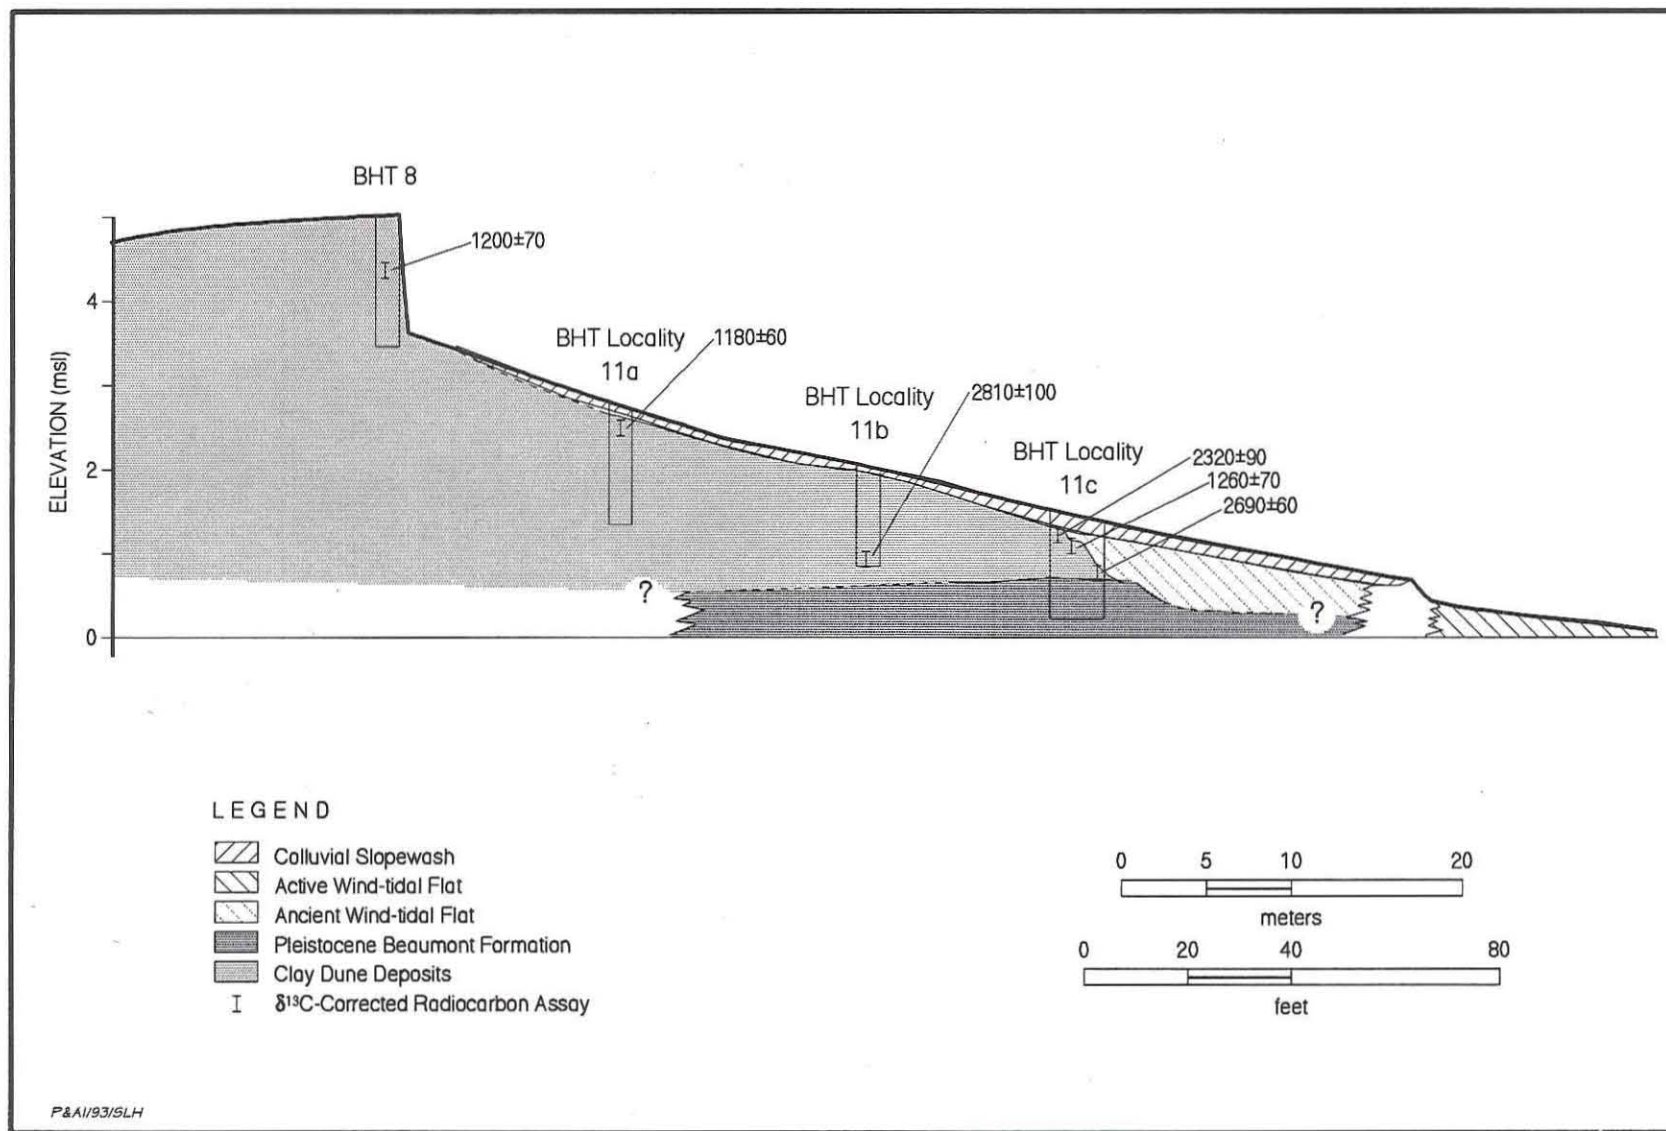 BHT 8
1200±70
4
BHT Locality
11a
1180±60
BHT Locality
11b
2810±100
BHT Locality
11c
2320±90
1260±70
2690±60
ELEVATION (msl)
2
?
?
0
LEGEND
Colluvial Slopewash
Active Wind-tidal Flat
Ancient Wind-tidal Flat
Pleistocene Beaumont Formation
Clay Dune Deposits
I δ¹³C-Corrected Radiocarbon Assay
0 5 10 20
meters
0 20 40 80
feet
P&AI/93/SLH